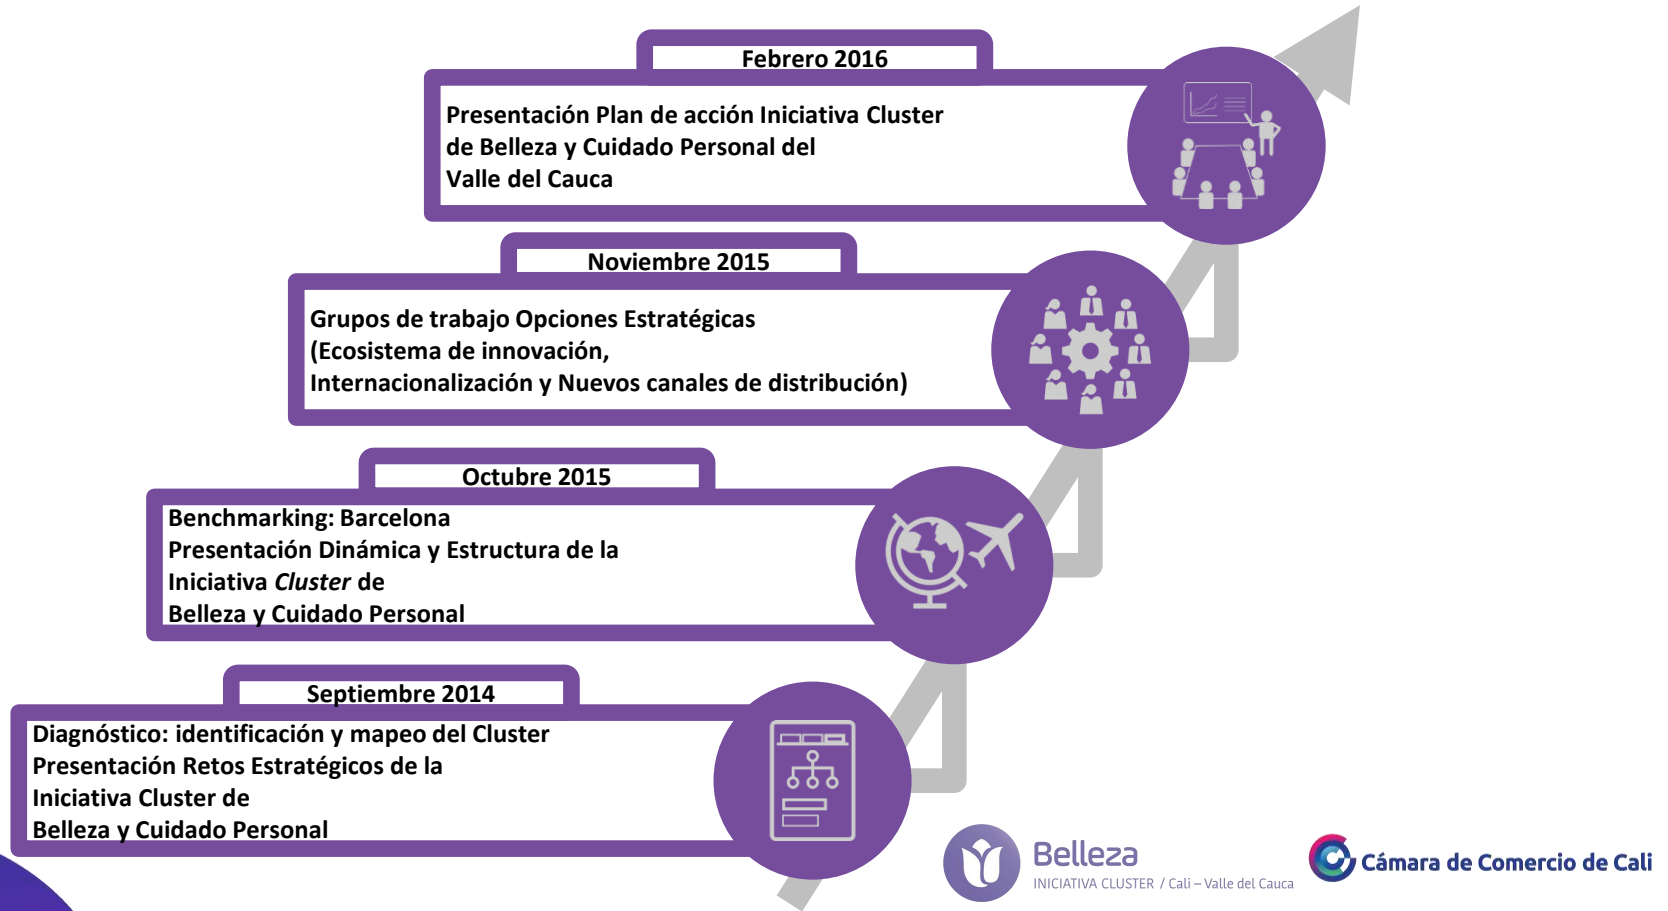 Febrero 2016
Presentación Plan de acción Iniciativa Cluster
de Belleza y Cuidado Personal del
Valle del Cauca
Noviembre 2015
Grupos de trabajo Opciones Estratégicas
(Ecosistema de innovación,
Internacionalización y Nuevos canales de distribución)
Octubre 2015
Benchmarking: Barcelona
Presentación Dinámica y Estructura de la
Iniciativa Cluster de
Belleza y Cuidado Personal
Septiembre 2014
Diagnóstico: identificación y mapeo del Cluster
Presentación Retos Estratégicos de la
Iniciativa Cluster de
Belleza y Cuidado Personal
Belleza
INICIATIVA CLUSTER / Cali – Valle del Cauca
Cámara de Comercio de Cali